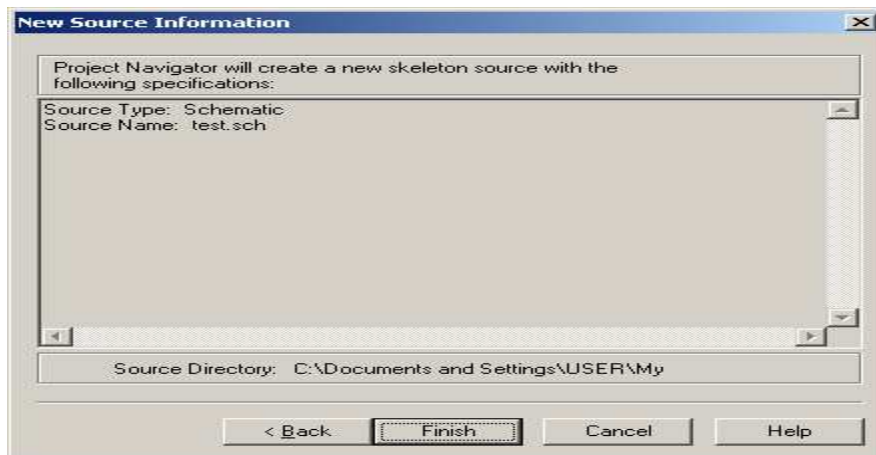 New Source Information
Project Navigator will create a new skeleton source with the
following specifications:
Source Type: Schematic
Source Name: test.sch
Source Directory: C:\Documents and Settings\USER\My
< Back
Finish
Cancel
Help